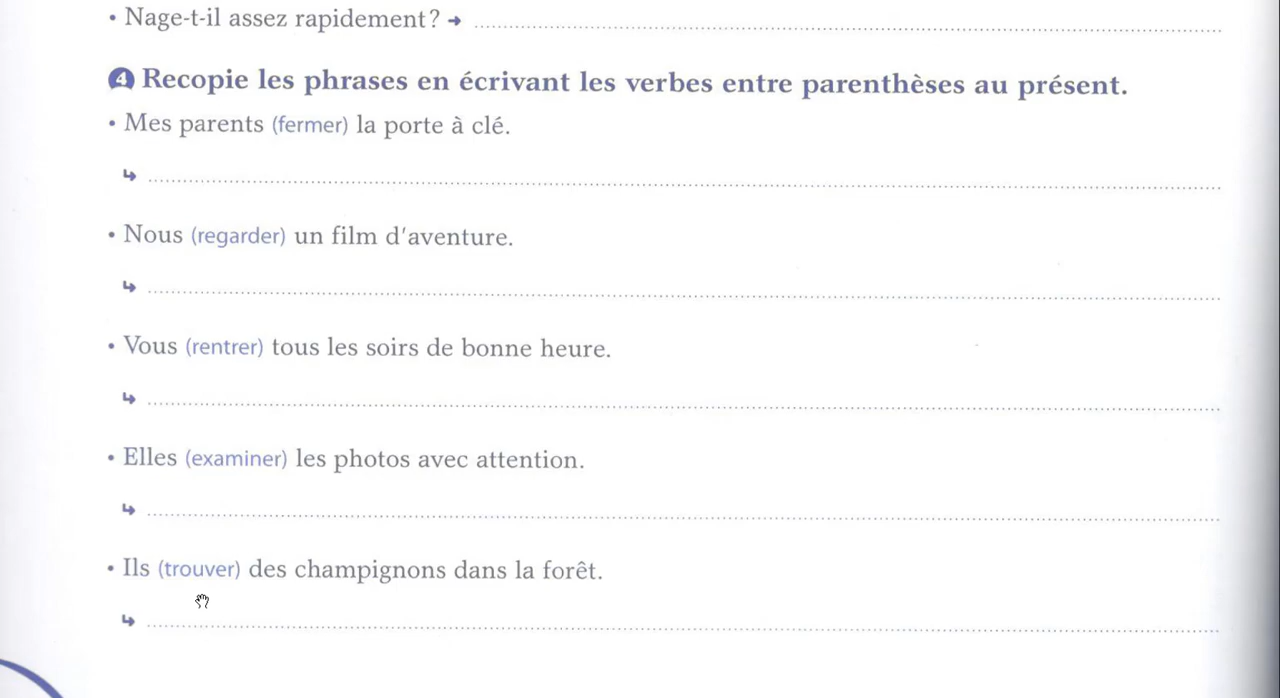 • Nage-t-il assez rapidement ? →
4 Recopie les phrases en écrivant les verbes entre parenthèses au présent.
• Mes parents (fermer) la porte à clé.
↳
• Nous (regarder) un film d'aventure.
↳
• Vous (rentrer) tous les soirs de bonne heure.
↳
• Elles (examiner) les photos avec attention.
↳
• Ils (trouver) des champignons dans la forêt.
↳